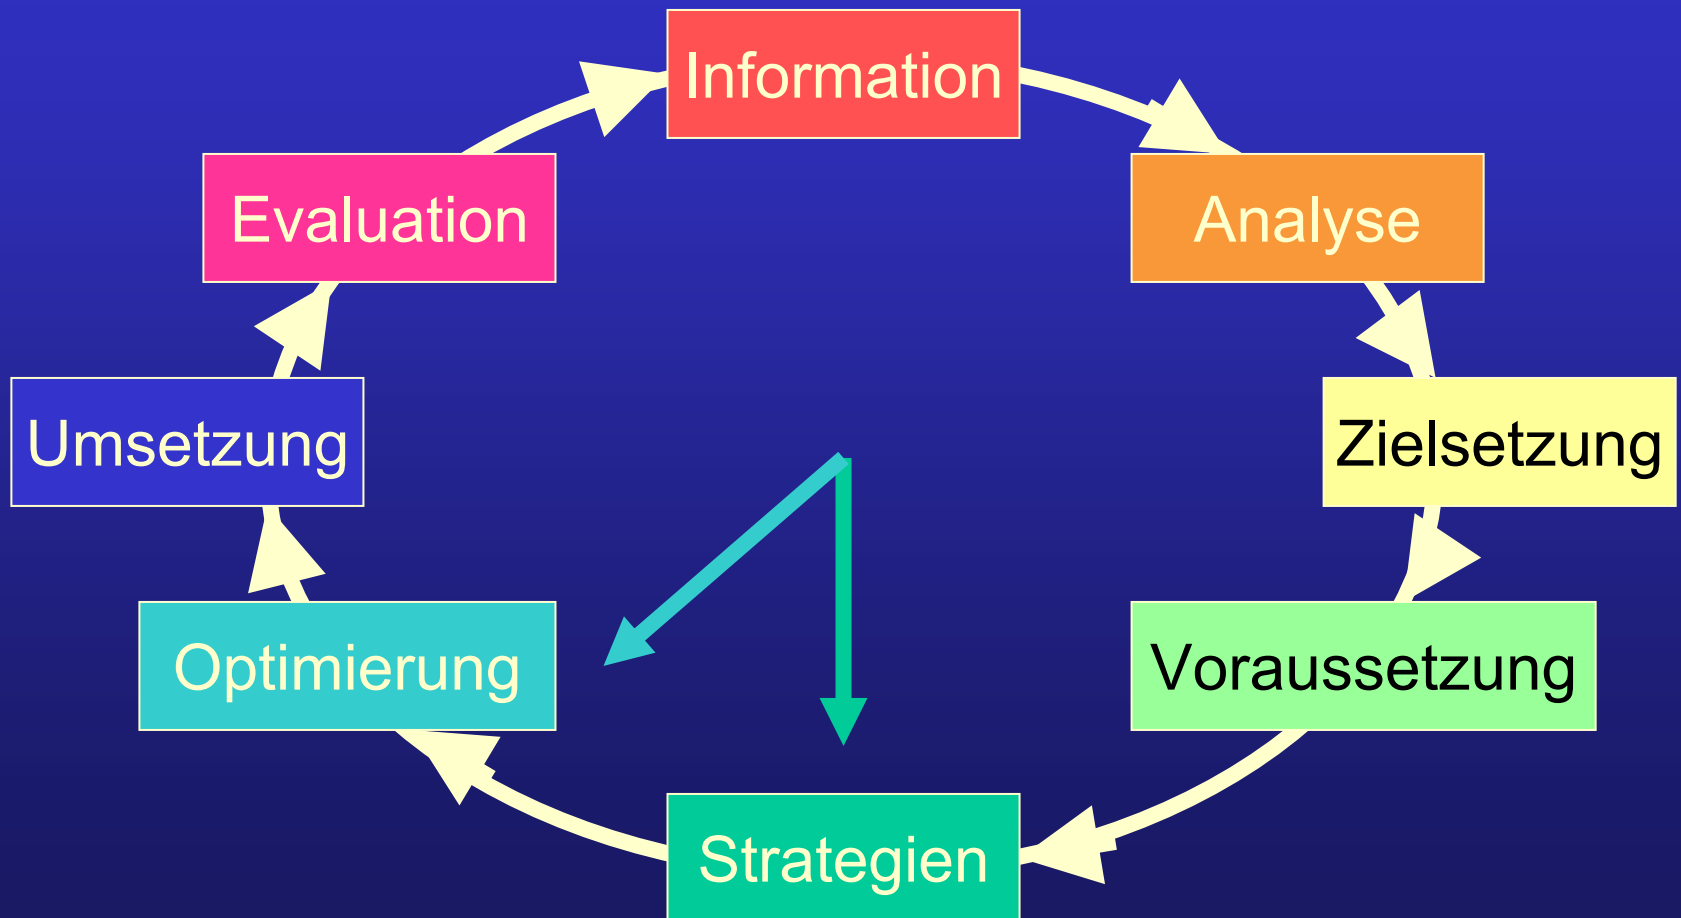 Information
Analyse
Zielsetzung
Voraussetzung
Strategien
Optimierung
Umsetzung
Evaluation